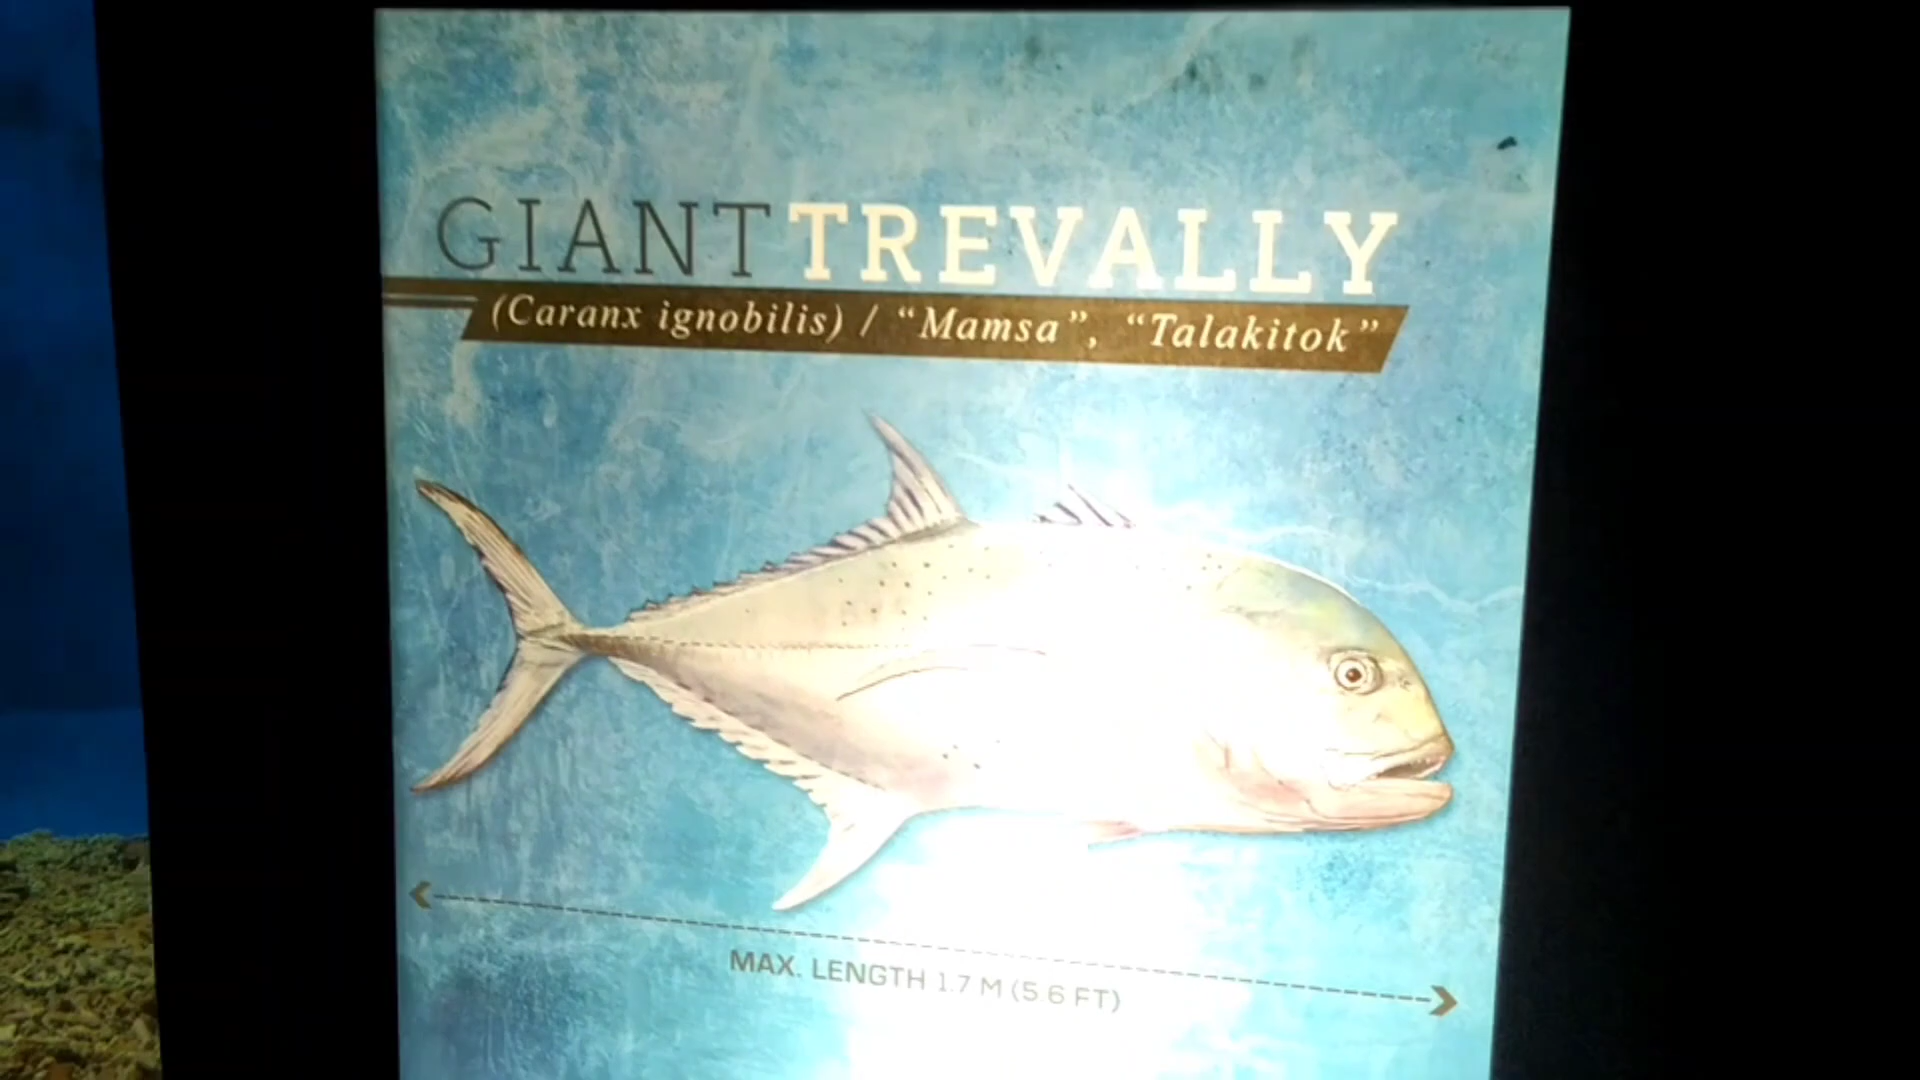 GIANT TREVALLY
(Caranx ignobilis) / “Mamsa”, “Talakitok”
MAX. LENGTH 1.7 M (5.6 FT)